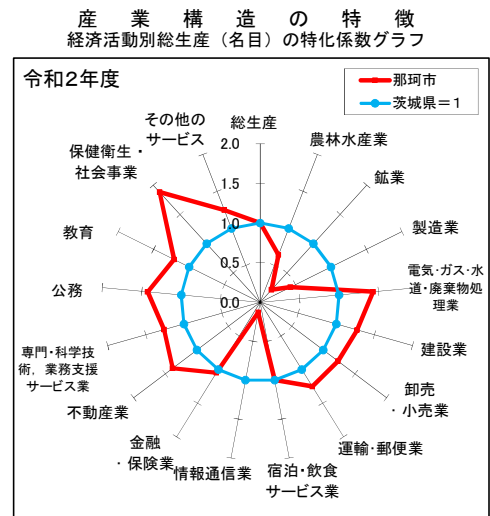 産業構造の特徴
経済活動別総生産（名目）の特化係数グラフ
令和2年度
那珂市
茨城県＝1
総生産
農林水産業
鉱業
製造業
電気・ガス・水
道・廃棄物処
理業
建設業
卸売
・小売業
運輸・郵便業
宿泊・飲食
サービス業
情報通信業
金融
・保険業
不動産業
専門・科学技
術，業務支援
サービス業
公務
教育
保健衛生・
社会事業
その他の
サービス
2.0
1.5
1.0
0.5
0.0